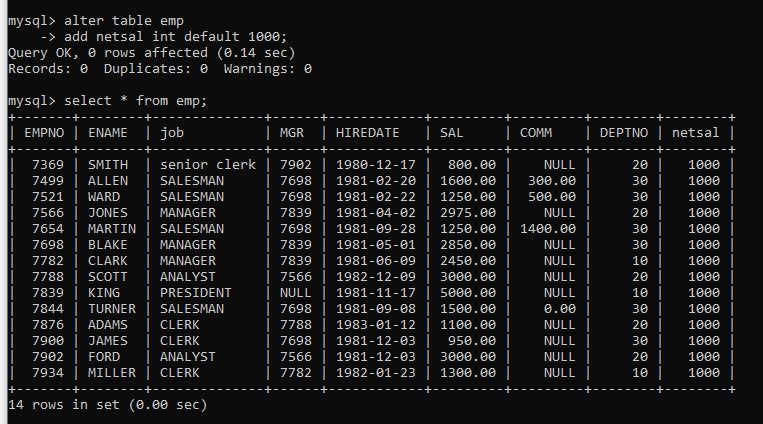 mysql> alter table emp
    -> add netsal int default 1000;
Query OK, 0 rows affected (0.14 sec)
Records: 0  Duplicates: 0  Warnings: 0

mysql> select * from emp;
+-------+--------+--------------+------+------------+---------+---------+--------+--------+
| EMPNO | ENAME  | job          | MGR  | HIREDATE   | SAL     | COMM    | DEPTNO | netsal |
+-------+--------+--------------+------+------------+---------+---------+--------+--------+
|  7369 | SMITH  | senior clerk | 7902 | 1980-12-17 |  800.00 |    NULL |     20 |   1000 |
|  7499 | ALLEN  | SALESMAN     | 7698 | 1981-02-20 | 1600.00 |  300.00 |     30 |   1000 |
|  7521 | WARD   | SALESMAN     | 7698 | 1981-02-22 | 1250.00 |  500.00 |     30 |   1000 |
|  7566 | JONES  | MANAGER      | 7839 | 1981-04-02 | 2975.00 |    NULL |     20 |   1000 |
|  7654 | MARTIN | SALESMAN     | 7698 | 1981-09-28 | 1250.00 | 1400.00 |     30 |   1000 |
|  7698 | BLAKE  | MANAGER      | 7839 | 1981-05-01 | 2850.00 |    NULL |     30 |   1000 |
|  7782 | CLARK  | MANAGER      | 7839 | 1981-06-09 | 2450.00 |    NULL |     10 |   1000 |
|  7788 | SCOTT  | ANALYST      | 7566 | 1982-12-09 | 3000.00 |    NULL |     20 |   1000 |
|  7839 | KING   | PRESIDENT    | NULL | 1981-11-17 | 5000.00 |    NULL |     10 |   1000 |
|  7844 | TURNER | SALESMAN     | 7698 | 1981-09-08 | 1500.00 |    0.00 |     30 |   1000 |
|  7876 | ADAMS  | CLERK        | 7788 | 1983-01-12 | 1100.00 |    NULL |     20 |   1000 |
|  7900 | JAMES  | CLERK        | 7698 | 1981-12-03 |  950.00 |    NULL |     30 |   1000 |
|  7902 | FORD   | ANALYST      | 7566 | 1981-12-03 | 3000.00 |    NULL |     20 |   1000 |
|  7934 | MILLER | CLERK        | 7782 | 1982-01-23 | 1300.00 |    NULL |     10 |   1000 |
+-------+--------+--------------+------+------------+---------+---------+--------+--------+
14 rows in set (0.00 sec)